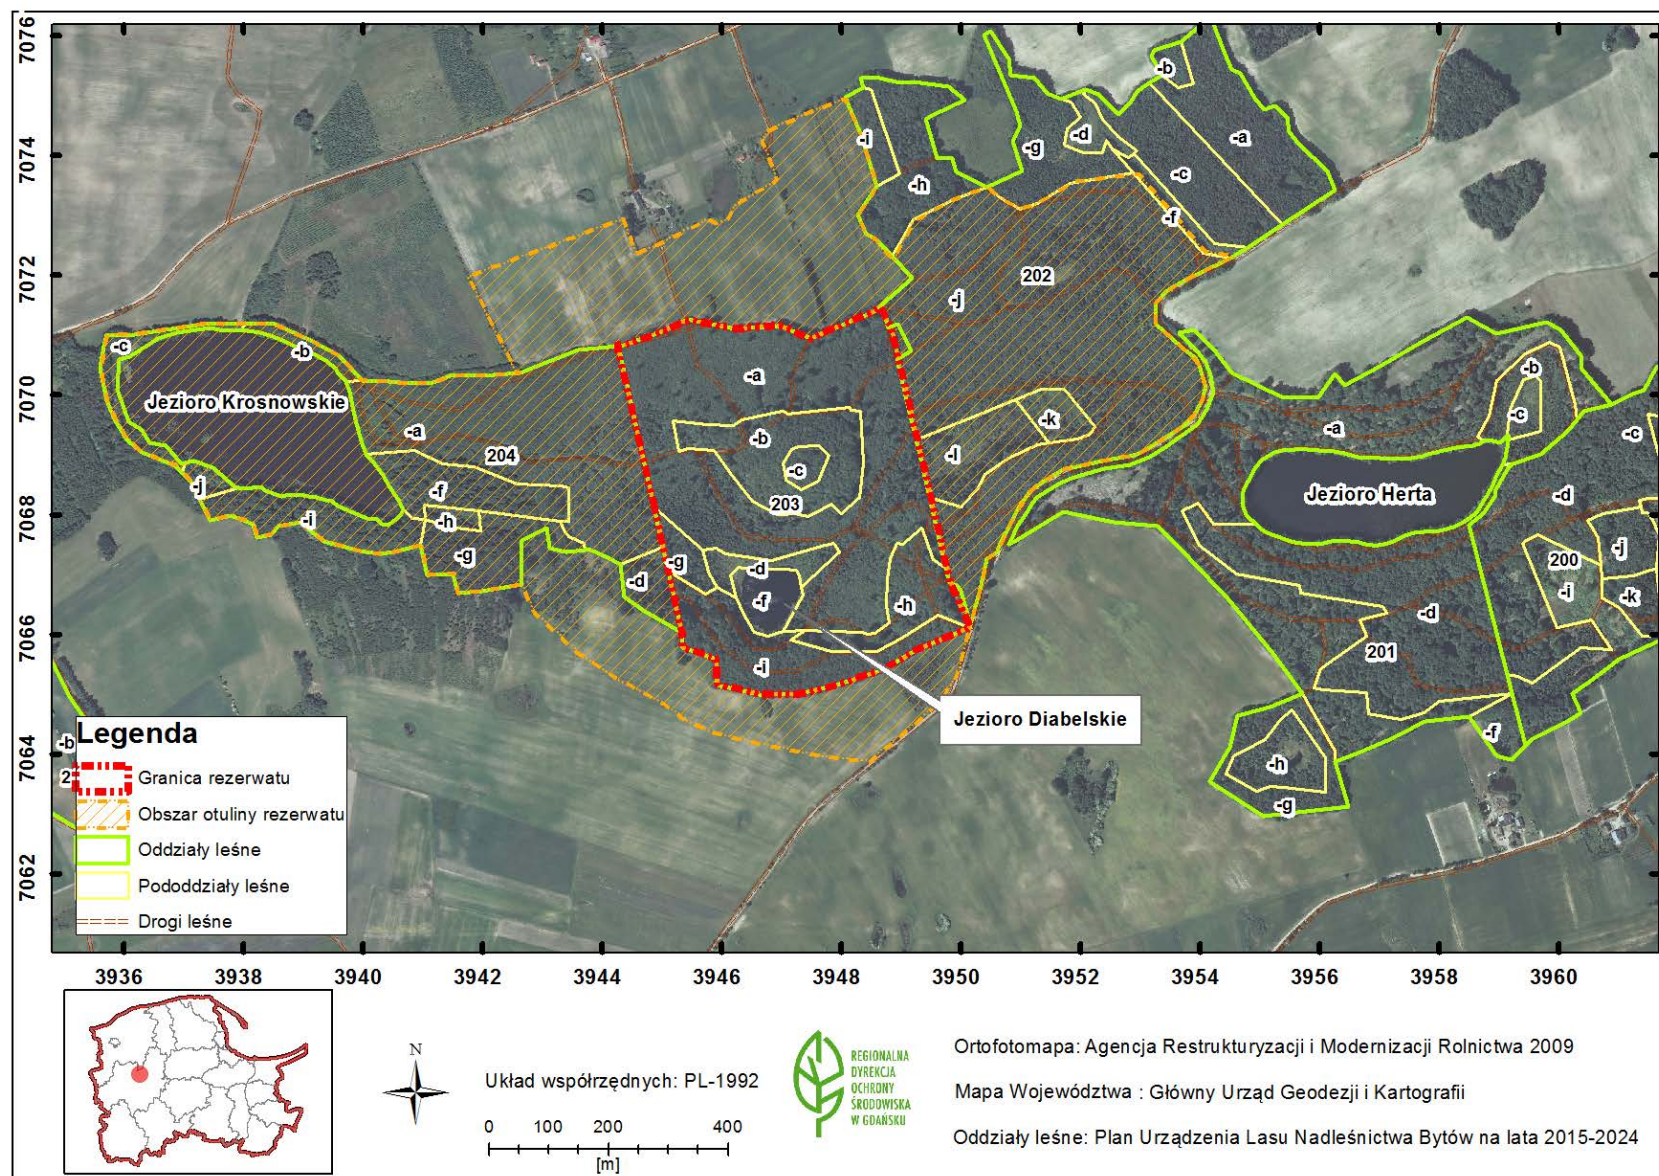 7076
7074
7072
7070
7068
7066
7064
7062
-b
-i
-d
-a
-g
-h
-c
-f
202
-j
-c
-b
Jezioro Krosnowskie
-a
-b
-k
-a
-c
-b
-c
-a
204
-l
-c
-j
-f
203
Jezioro Herta
-d
-i
-h
-g
-g
-d
-d
-f
-h
200
-j
-i
-k
-d
-i
201
Jezioro Diabelskie
-f
-h
-g
-b
2
Legenda
Granica rezerwatu
Obszar otuliny rezerwatu
Oddziały leśne
Pododdziały leśne
Drogi leśne
3936 3938 3940 3942 3944 3946 3948 3950 3952 3954 3956 3958 3960
N
Układ współrzędnych: PL-1992
0 100 200 400
[m]
REGIONALNA
DYREKCJA
OCHRONY
ŚRODOWISKA
W GDAŃSKU
Ortofotomapa: Agencja Restrukturyzacji i Modernizacji Rolnictwa 2009
Mapa Województwa : Główny Urząd Geodezji i Kartografii
Oddziały leśne: Plan Urządzenia Lasu Nadleśnictwa Bytów na lata 2015-2024